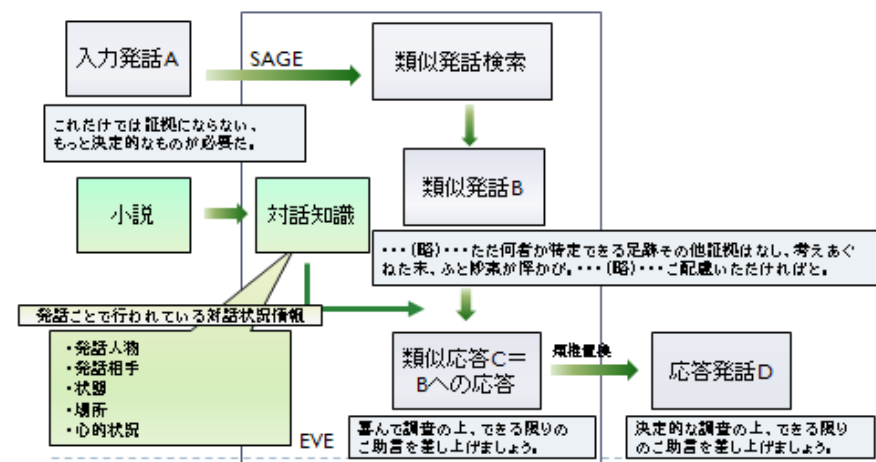 入力発話A
SAGE
類似発話検索
これだけでは証拠にならない、
もっと決定的なものが必要だ。
小説
対話知識
類似発話B
・・・(略)・・・ただ何者か特定できる足跡その他証拠はなし、考えあぐ
ねた末、ふと妙案が浮かび。・・・(略)・・・ご配慮いただければと。
発話ごとで行われている対話状況情報
・発話人物
・発話相手
・状態
・場所
・心的状況
類似応答C=
Bへの応答
類推置換
応答発話D
EVE
喜んで調査の上、できる限りの
ご助言を差し上げましょう。
決定的な調査の上、できる限り
のご助言を差し上げましょう。